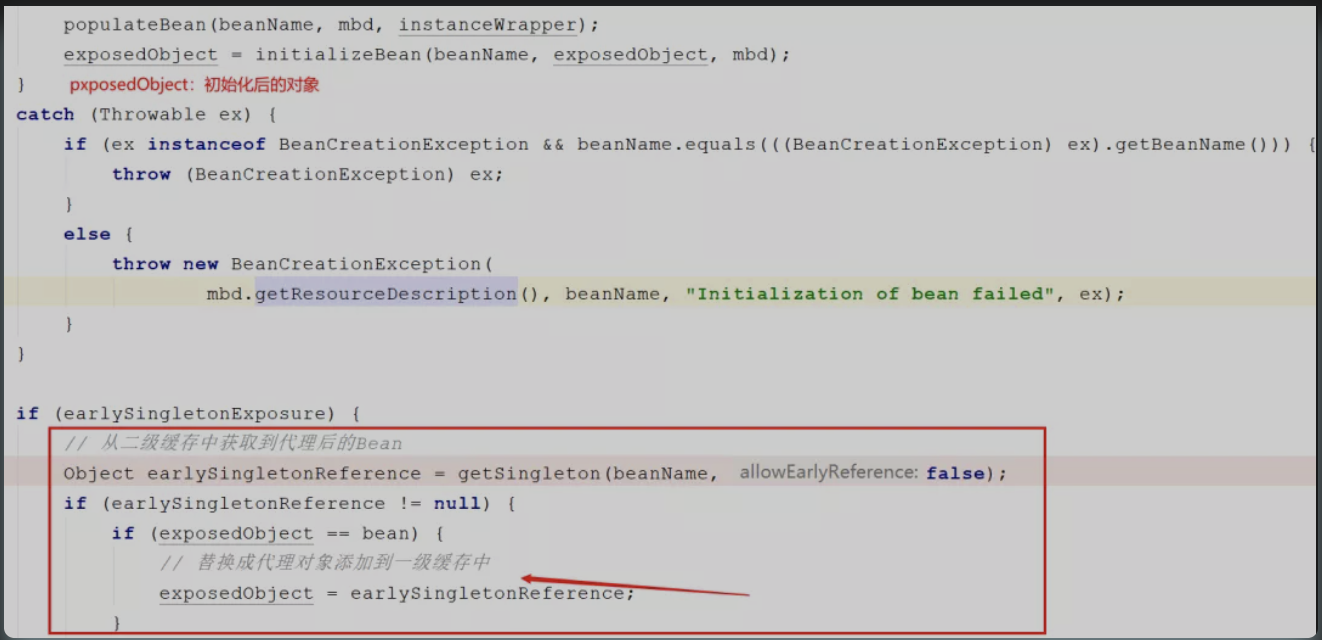 populateBean(beanName, mbd, instanceWrapper);
exposedObject = initializeBean(beanName, exposedObject, mbd);
} pxposedObject：初始化后的对象
catch (Throwable ex) {
if (ex instanceof BeanCreationException && beanName.equals(((BeanCreationException) ex).getBeanName())) {
throw (BeanCreationException) ex;
}
else {
throw new BeanCreationException(
mbd.getResourceDescription(), beanName, "Initialization of bean failed", ex);
}
}
if (earlySingletonExposure) {
// 从二级缓存中获取到代理后的Bean
Object earlySingletonReference = getSingleton(beanName, allowEarlyReference: false);
if (earlySingletonReference != null) {
if (exposedObject == bean) {
// 替换成代理对象添加到一级缓存中
exposedObject = earlySingletonReference;
}